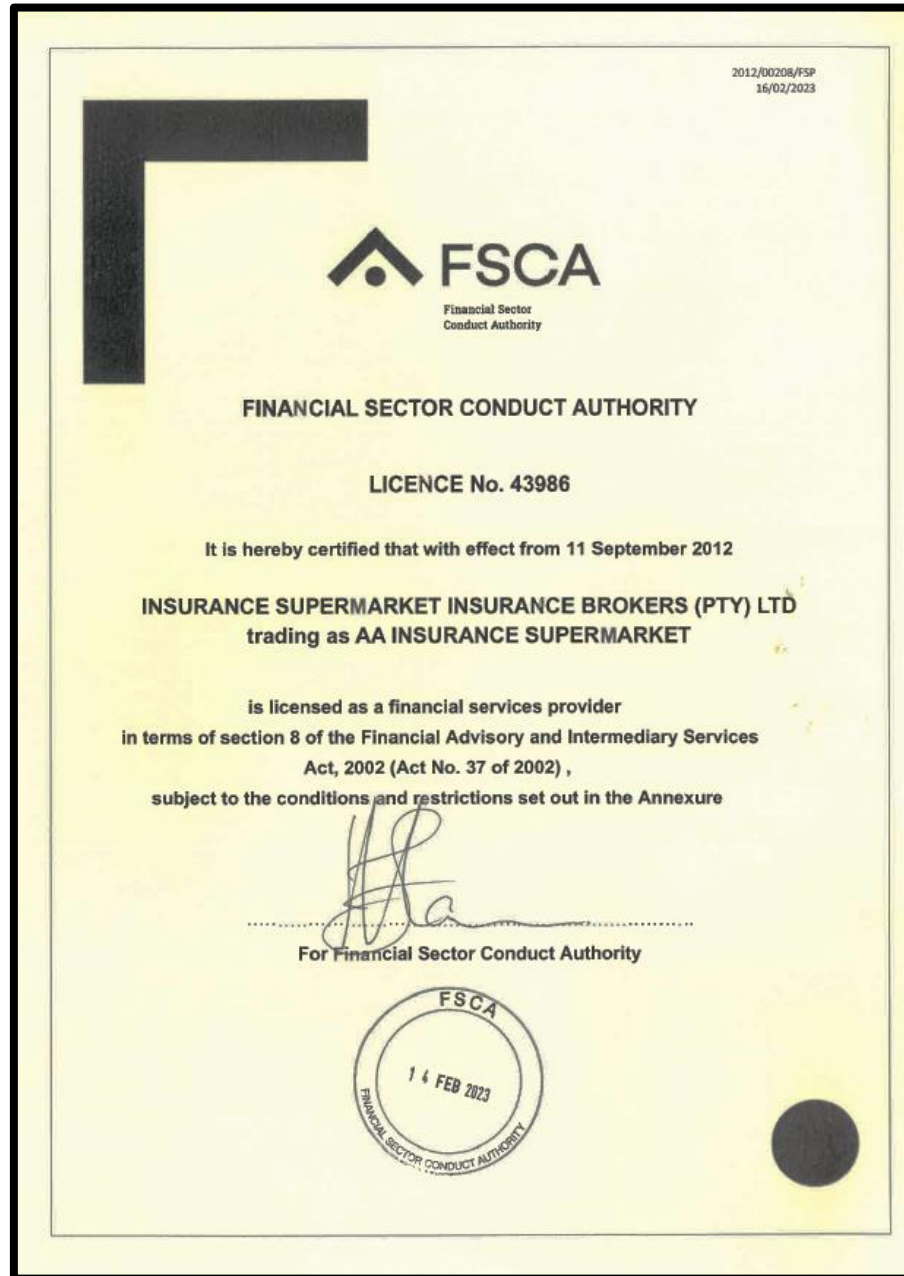 2012/00208/FSP
16/02/2023
FSCA
Financial Sector
Conduct Authority
FINANCIAL SECTOR CONDUCT AUTHORITY
LICENCE No. 43986
It is hereby certified that with effect from 11 September 2012
INSURANCE SUPERMARKET INSURANCE BROKERS (PTY) LTD
trading as AA INSURANCE SUPERMARKET
is licensed as a financial services provider
in terms of section 8 of the Financial Advisory and Intermediary Services
Act, 2002 (Act No. 37 of 2002) ,
subject to the conditions and restrictions set out in the Annexure
For Financial Sector Conduct Authority
FSCA
14 FEB 2023
FINANCIAL SECTOR CONDUCT AUTHORITY